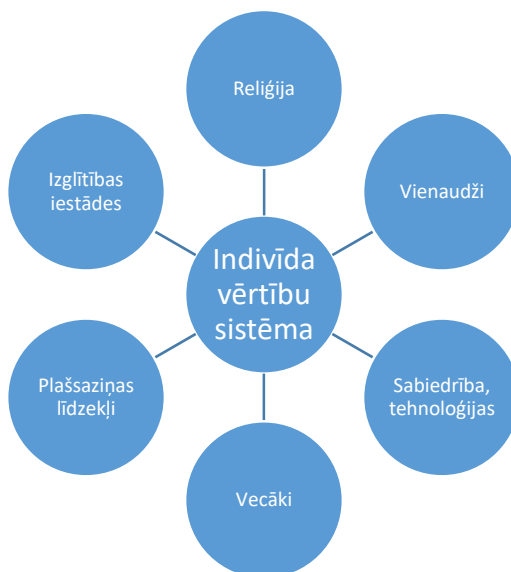 Reliģija
Izglītības
iestādes
Vienaudži
Indivīda
vērtību
sistēma
Plašsaziņas
līdzekļi
Sabiedrība,
tehnoloģijas
Vecāki